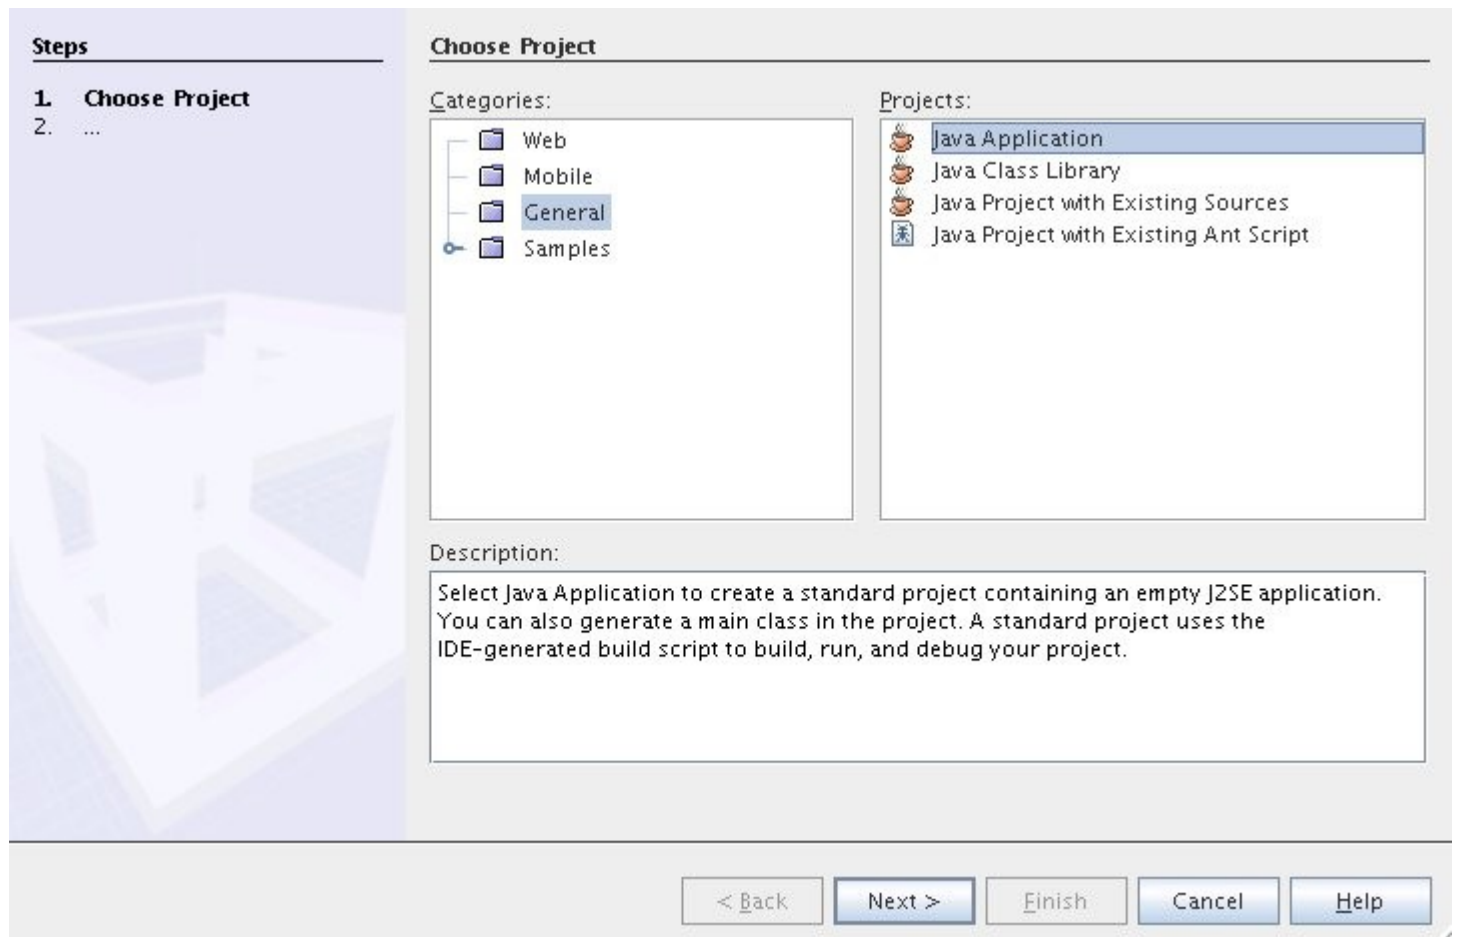 Steps
1. Choose Project
2. ...
Choose Project
Categories:
Web
Mobile
General
Samples
Projects:
Java Application
Java Class Library
Java Project with Existing Sources
Java Project with Existing Ant Script
Description:
Select Java Application to create a standard project containing an empty J2SE application.
You can also generate a main class in the project. A standard project uses the
IDE-generated build script to build, run, and debug your project.
< Back
Next >
Finish
Cancel
Help